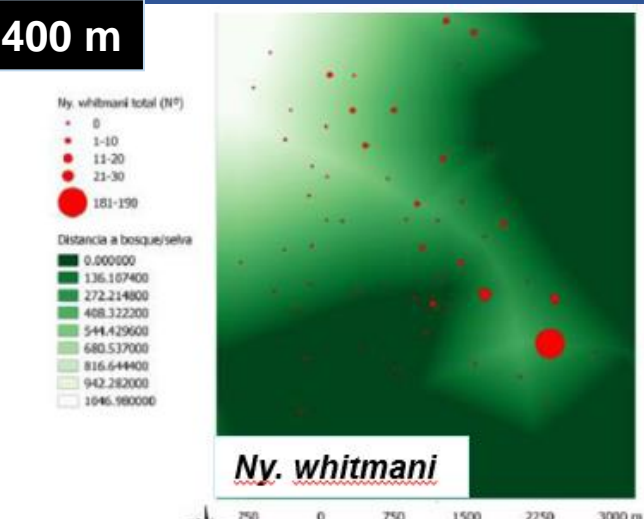 400 m
Ny. whitmani total (Nº)
0
1-10
11-20
21-30
181-190
Distancia a bosque/selva
0.000000
136.107400
272.214800
408.322200
544.429600
680.537000
816.644400
942.282000
1046.980000
Ny. whitmani
750 0 750 1500 2250 3000 m